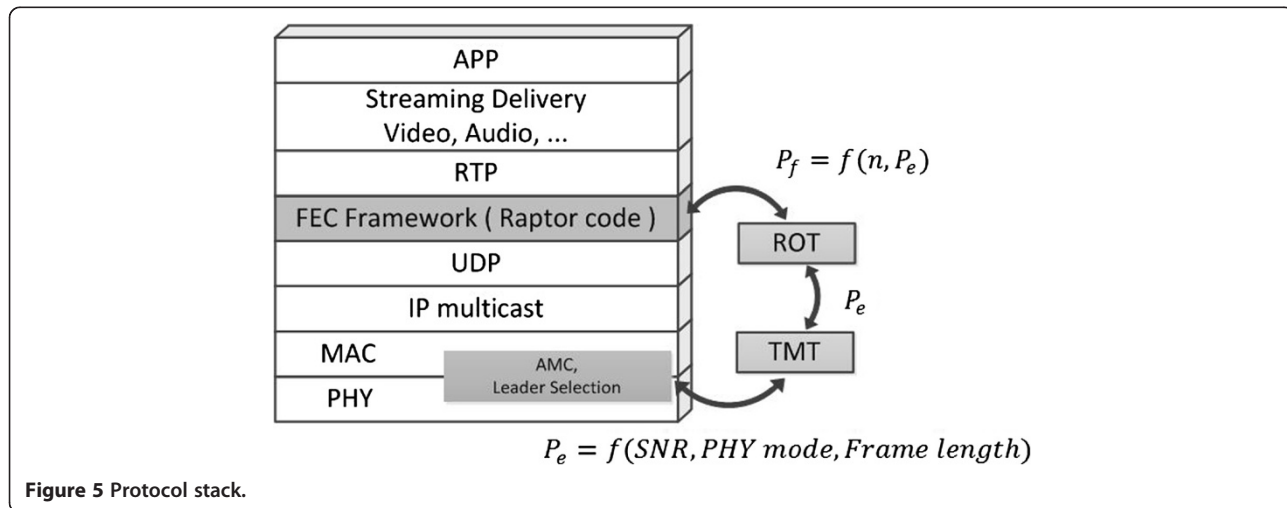 APP
Streaming Delivery
Video, Audio, ...
RTP
FEC Framework ( Raptor code )
UDP
IP multicast
MAC
PHY
AMC,
Leader Selection
P_f = f(n, P_e)
ROT
P_e
TMT
P_e = f(SNR, PHY mode, Frame length)
Figure 5 Protocol stack.